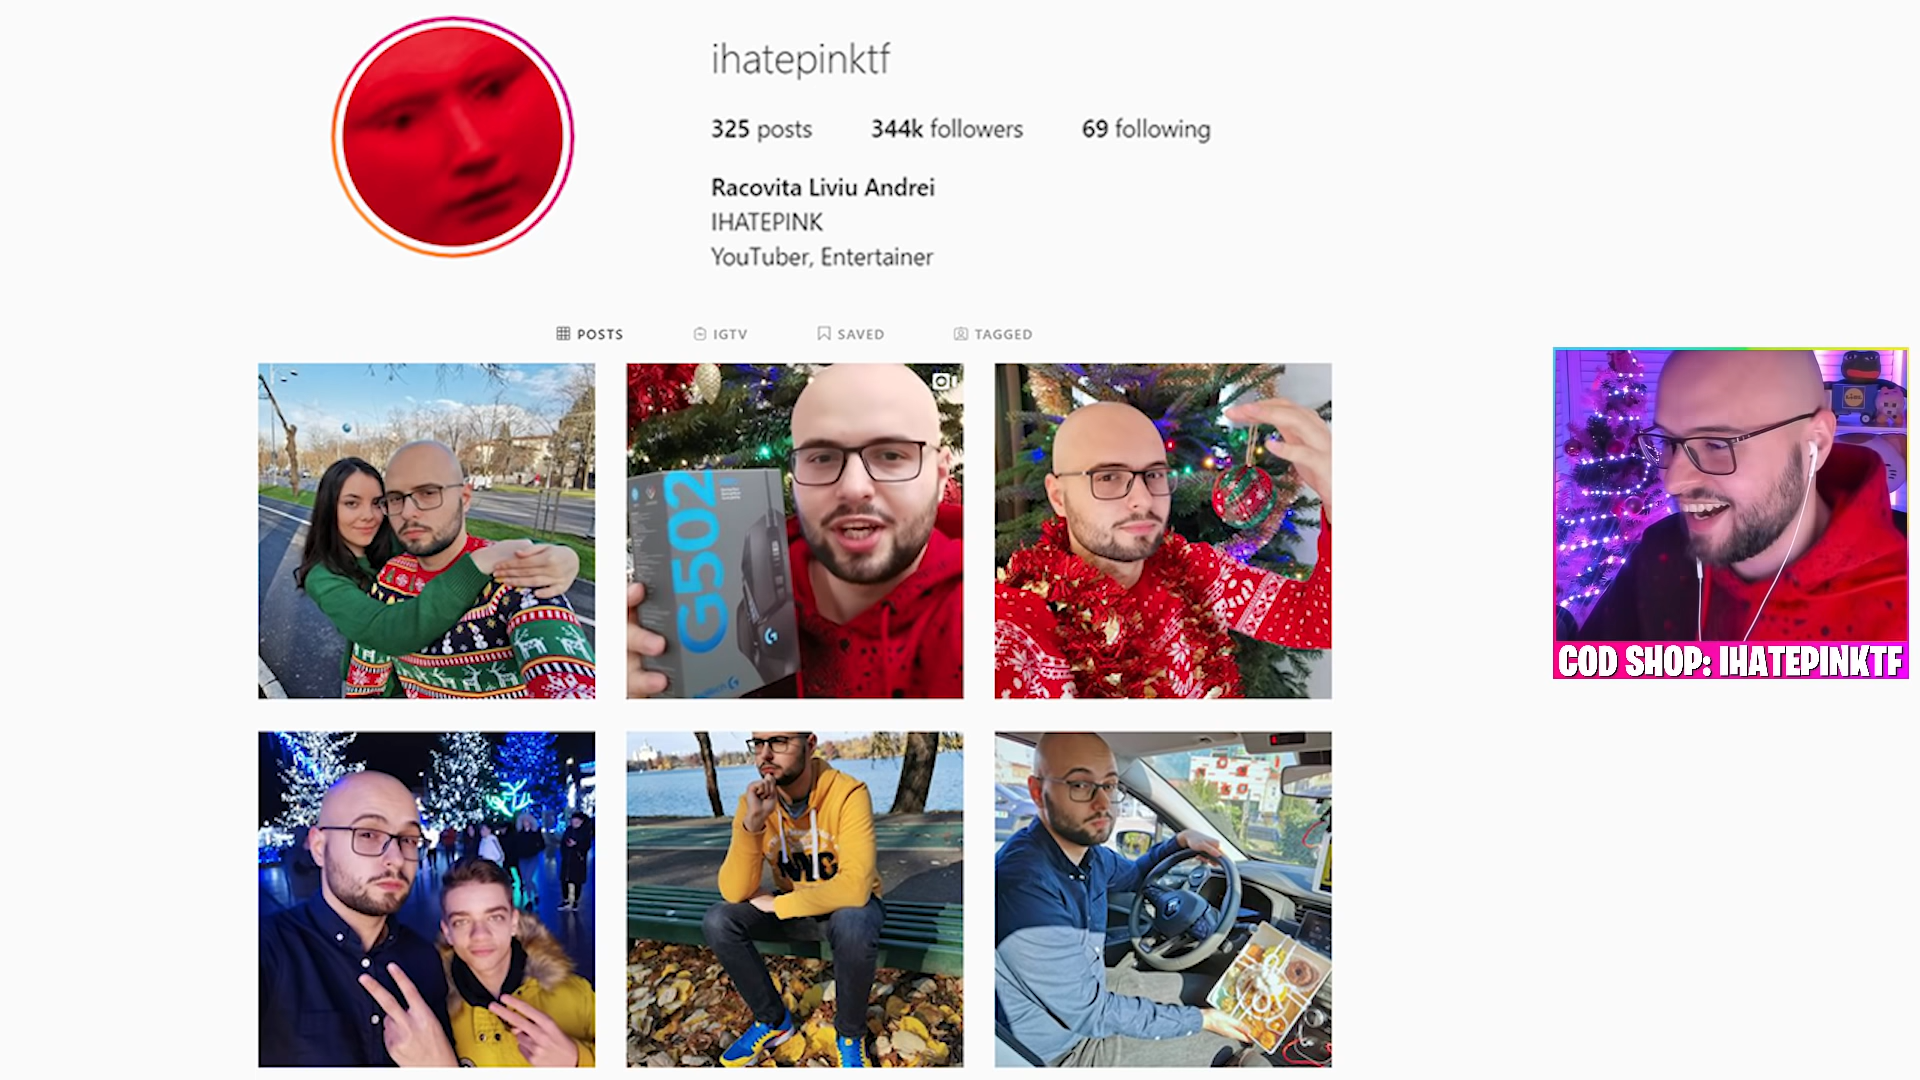 ihatepinktf
325 posts 344k followers 69 following
Racovita Liviu Andrei
IHATEPINK
YouTuber, Entertainer
POSTS IGTV SAVED TAGGED
G502
COD SHOP: IHATEPINKTF